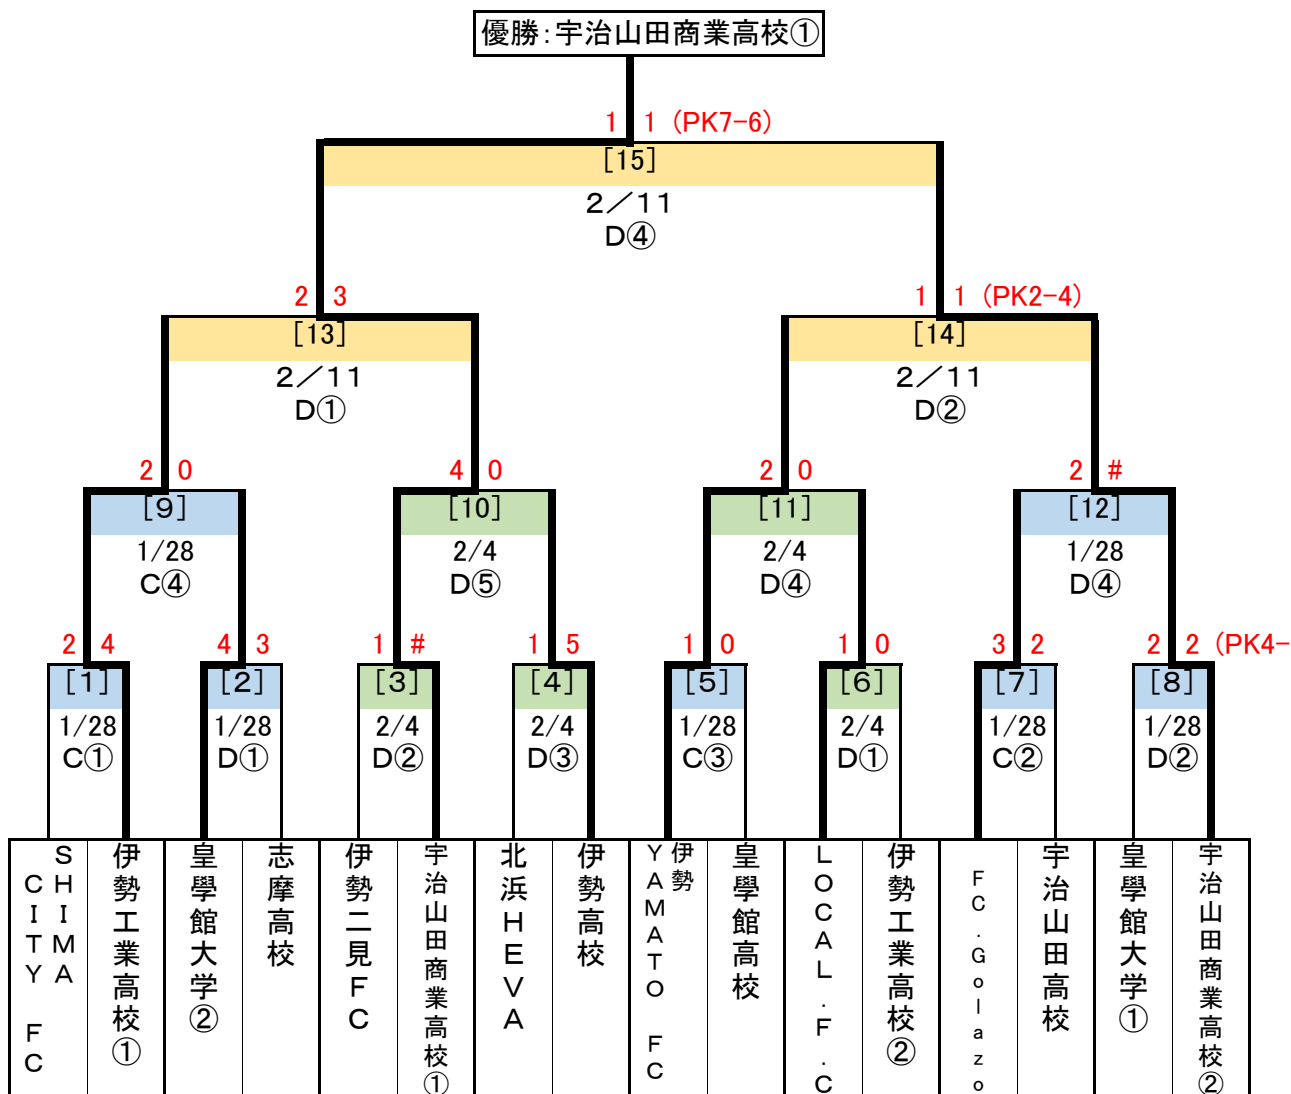 優勝：宇治山田商業高校①
1 1 (PK7-6)
[15]
2／11
D④
2 3
1 1 (PK2-4)
[13]
[14]
2／11
2／11
D①
D②
2 0
4 0
2 0
2 #
[9]
[10]
[11]
[12]
1/28
2/4
2/4
1/28
C④
D⑤
D④
D④
2 4
4 3
1 #
1 5
1 0
1 0
3 2
2 2 (PK4-
[1]
[2]
[3]
[4]
[5]
[6]
[7]
[8]
1/28
1/28
2/4
2/4
1/28
2/4
1/28
1/28
C①
D①
D②
D③
C③
D①
C②
D②
SHIMA
CITY FC
伊勢工業高校①
皇學館大学②
志摩高校
伊勢二見FC
宇治山田商業高校①
北浜HEVA
伊勢高校
伊勢
YAMATO FC
皇學館高校
LOCAL.F.C
伊勢工業高校②
FC.Golazo
宇治山田高校
皇學館大学①
宇治山田商業高校②